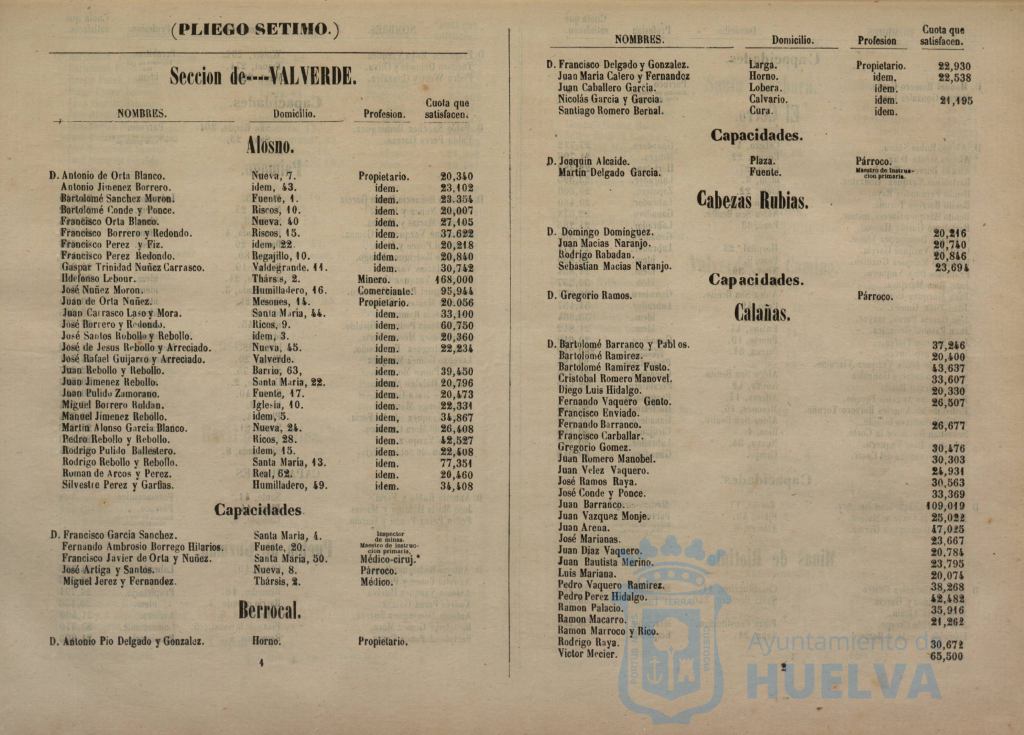 (PLIEGO SETIMO.)
Seccion de----VALVERDE.
NOMBRES. Domicilio. Profesion. Cuota que satisfacen.
Alosno.
D. Antonio de Orta Blanco. Nueva, 7. Propietario. 20,340
Antonio Jimenez Borrero. idem, 43. idem. 23,102
Bartolomé Sanchez Moron. Fuente, 1. idem. 23.354
Bartolomé Conde y Ponce. Riscos, 10. idem. 20,007
Francisco Orta Blanco. Nueva. 40 idem. 27,105
Francisco Borrero y Redondo. Riscos, 15. idem. 37.622
Francisco Perez y Fiz. idem, 22 idem. 20,218
Francisco Perez Redondo. Regajillo, 10. idem. 20,840
Gaspar Trinidad Nuñez Carrasco. Valdegrande. 11. idem. 30,742
Ildefonso Lebour. Thársis, 2. Minero. 168,000
José Nuñez Moron. Humilladero, 16. Comerciante. 95,944
Juan de Orta Nuñez. Mesones, 14. Propietario. 20.056
Juan Carrasco Laso y Mora. Santa Maria, 44. idem. 33,100
José Borrero y Redondo. Ricos, 9. idem. 60,750
José Santos Robollo y Rebollo. idem, 3. idem. 20,360
José de Jesus Rebollo y Arreciado. Nueva, 45. idem. 22,234
José Rafael Guijarro y Arreciado. Valverde. idem.
Juan Rebollo y Rebollo. Barrio, 63, idem. 39,450
Juan Jimenez Rebollo. Santa Maria, 22. idem. 20,796
Juan Pulido Zamorano. Fuente, 17. idem. 20,473
Miguel Borrero Roldan. Iglesia, 10. idem. 22,331
Manuel Jimenez Rebollo. idem, 5. idem, 34,867
Martin Alonso Garcia Blanco. Nueva, 24. idem. 26,408
Pedro Rebollo y Rebollo. Ricos, 28. idem. 42,527
Rodrigo Pulido Ballestero. idem, 15. idem. 22,408
Rodrigo Rebollo y Rebollo. Santa Maria, 13. idem. 77,351
Roman de Arcos y Perez. Real, 62. idem. 20,460
Silvestre Perez y Garfias. Humilladero, 49. idem. 34,408
Capacidades
D. Francisco Garcia Sanchez. Santa Maria, 4. Inspector de minas.
Fernando Ambrosio Borrego Hilarios. Fuente, 20. Maestro de instruccion primaria.
Francisco Javier de Orta y Nuñez. Santa Maria, 50. Médico-ciruj.ª
José Artiga y Santos. Nueva, 8. Párroco.
Miguel Jerez y Fernandez. Thársis, 2. Médico.
Berrocal.
D. Antonio Pio Delgado y Gonzalez. Horno. Propietario.
1
NOMBRES. Domicilio. Profesion Cuota que satisfacen.
D. Francisco Delgado y Gonzalez. Larga. Propietario. 22,930
Juan Maria Calero y Fernandez Horno. idem. 22,538
Juan Caballero Garcia. Lobera. idem.
Nicolás Garcia y Garcia. Calvario. idem. 21,195
Santiago Romero Bernal. Cura. idem.
Capacidades.
D. Joaquin Alcaide. Plaza. Párroco.
Martin Delgado Garcia. Fuente. Maestro de Instruccion primaria.
Cabezas Rubias.
D. Domingo Dominguez. 20,216
Juan Macias Naranjo. 20,740
Rodrigo Rabadan. 20,846
Sebastian Macias Naranjo. 23,694
Capacidades.
D. Gregorio Ramos. Párroco.
Calañas.
D. Bartolomé Barranco y Pablos. 37,246
Bartolomé Ramirez. 20,400
Bartolomé Ramirez Fusto. 43,637
Cristobal Romero Manovel. 33,607
Diego Luis Hidalgo. 20,330
Fernando Vaquero Gento. 26,507
Francisco Enviado.
Fernando Barranco. 26,677
Francisco Carballar.
Gregorio Gomez. 30,476
Juan Romero Manobel. 30,303
Juan Velez Vaquero. 24,931
José Ramos Raya. 30,563
José Conde y Ponce. 33,369
Juan Barranco. 109,019
Juan Vazquez Monje. 25,022
Juan Arena. 47,025
José Marianas. 23,667
Juan Diaz Vaquero. 20,784
Juan Bautista Merino. 23,795
Luis Mariana. 20,074
Pedro Vaquero Ramirez. 38,268
Pedro Perez Hidalgo. 42,482
Ramon Palacio. 35,916
Ramon Macarro. 21,262
Ramon Marroco y Rico.
Rodrigo Raya. 30,672
Victor Mecier. 65,500
2
Ayuntamiento de
HUELVA